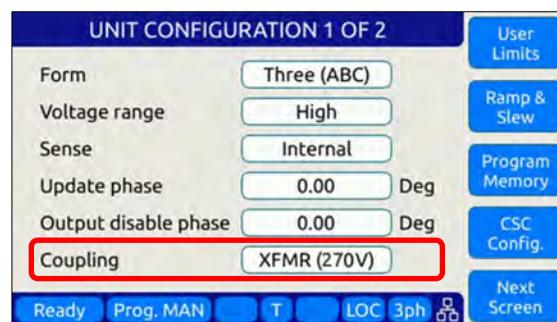 UNIT CONFIGURATION 1 OF 2
Form Three (ABC)
Voltage range High
Sense Internal
Update phase 0.00 Deg
Output disable phase 0.00 Deg
Coupling XFMR (270V)
Ready Prog. MAN T LOC 3ph
User
Limits
Ramp &
Slew
Program
Memory
CSC
Config.
Next
Screen